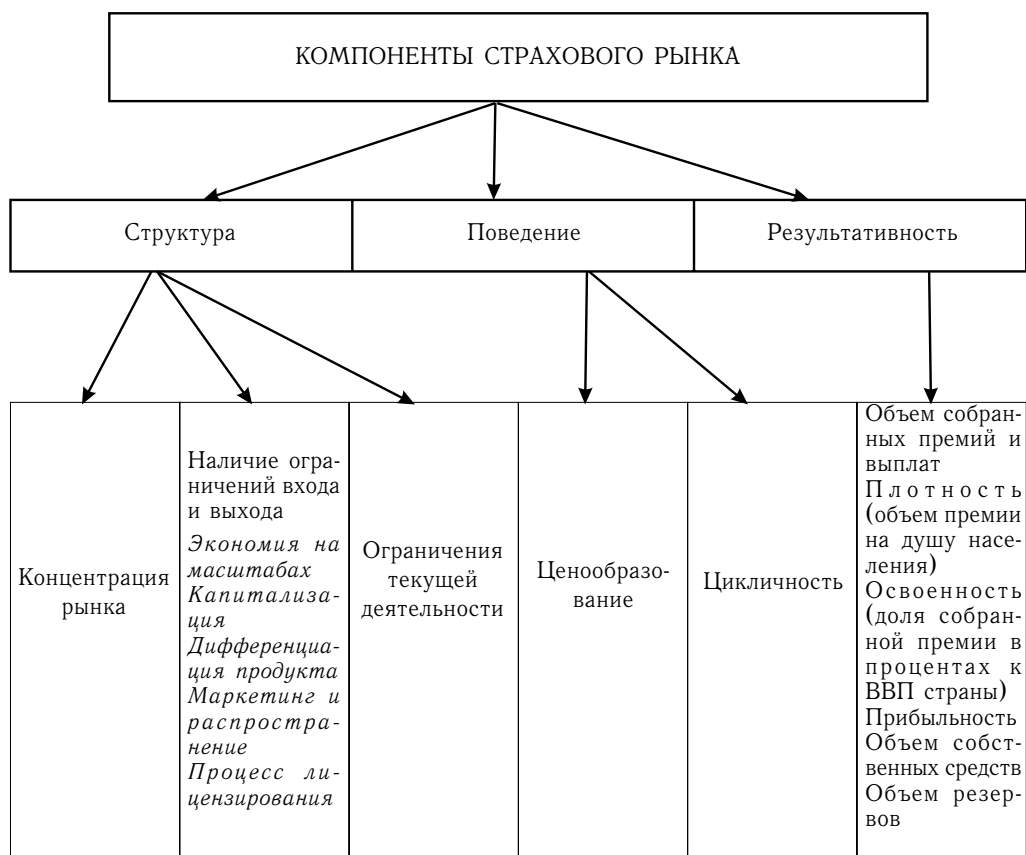 КОМПОНЕНТЫ СТРАХОВОГО РЫНКА
Структура
Поведение
Результативность
Концентрация
рынка
Наличие огра-
ничений входа
и выхода
Экономия на
масштабах
Капитализа-
ция
Дифференциа-
ция продукта
Маркетинг и
распростра-
нение
Процесс ли-
цензирования
Ограничения
текущей
деятельности
Ценообразо-
вание
Цикличность
Объем собран-
ных премий и
выплат
Плотность
(объем премии
на душу насе-
ления)
Освоенность
(доля собран-
ной премии в
процентах к
ВВП страны)
Прибыльность
Объем собст-
венных средств
Объем резер-
вов